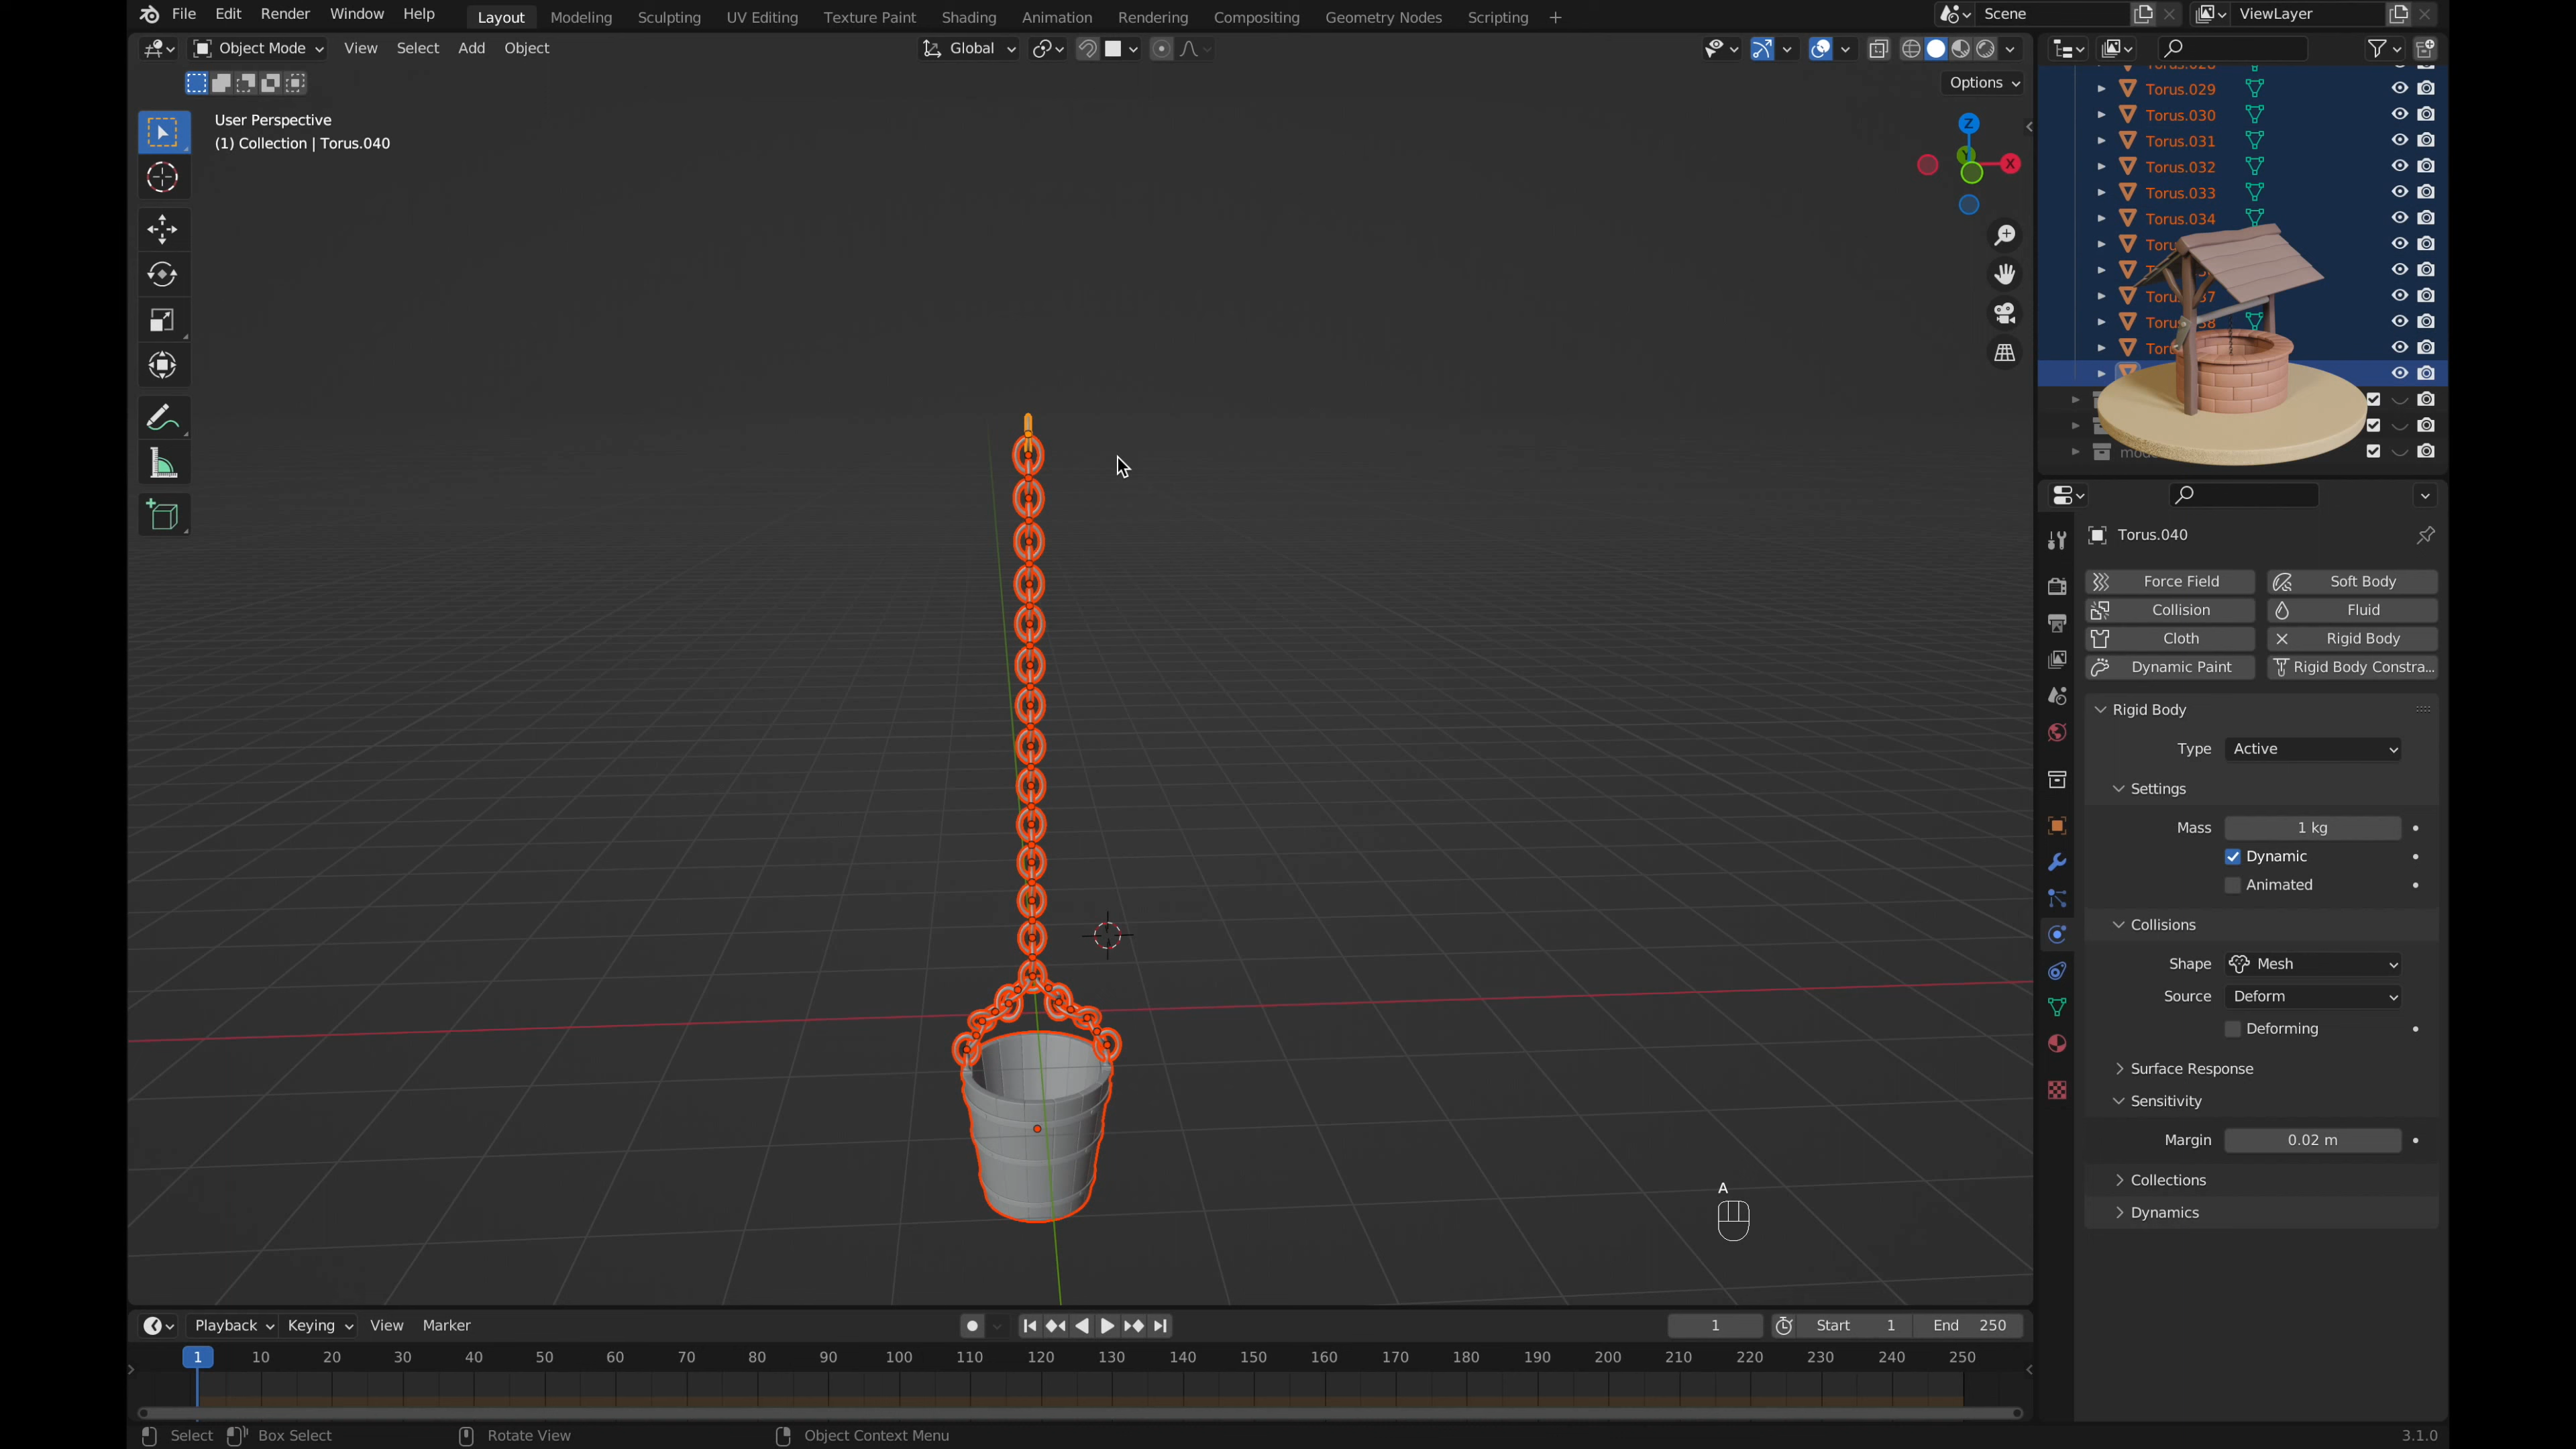 File Edit Render Window Help
Layout Modeling Sculpting UV Editing Texture Paint Shading Animation Rendering Compositing Geometry Nodes Scripting +
Scene ViewLayer
Object Mode View Select Add Object
Global
Options
User Perspective
(1) Collection | Torus.040
Z
Y
X
Torus.029
Torus.030
Torus.031
Torus.032
Torus.033
Torus.034
Torus.040
Force Field Soft Body
Collision Fluid
Cloth Rigid Body
Dynamic Paint Rigid Body Constra...
Rigid Body
Type Active
Settings
Mass 1 kg
Dynamic
Animated
Collisions
Shape Mesh
Source Deform
Deforming
Surface Response
Sensitivity
Margin 0.02 m
Collections
Dynamics
A
Playback Keying View Marker
1 Start 1 End 250
1 10 20 30 40 50 60 70 80 90 100 110 120 130 140 150 160 170 180 190 200 210 220 230 240 250
Select Box Select Rotate View Object Context Menu 3.1.0